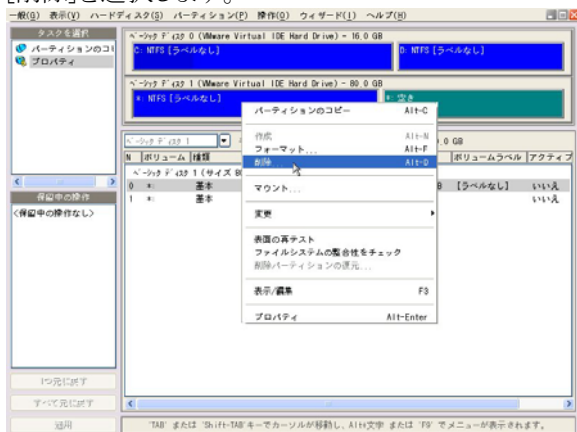 [削除]を選択します。
一般(G) 表示(V) ハードディスク(S) パーティション(P) 操作(O) ウィザード(I) ヘルプ(H)
タスクを選択
パーティションのコピ
プロパティ
保留中の操作
<保留中の操作なし>
1つ元に戻す
すべて元に戻す
適用
ベーシック ディスク 0 (VMware Virtual IDE Hard Drive) - 16.0 GB
C: NTFS [ラベルなし]
D: NTFS [ラベルなし]
ベーシック ディスク 1 (VMware Virtual IDE Hard Drive) - 80.0 GB
*: NTFS [ラベルなし]
*: 空き
ベーシック ディスク 1
.0 GB
N ボリューム 種類
ボリュームラベル アクティブ
ベーシック ディスク 1 (サイズ 80
0 *: 基本
B [ラベルなし] いいえ
1 *: 基本
いいえ
パーティションのコピー Alt-C
作成 Alt-N
フォーマット... Alt-F
削除... Alt-D
マウント...
変更
表面の再テスト
ファイルシステムの整合性をチェック
削除パーティションの復元...
表示/編集 F3
プロパティ Alt-Enter
'TAB' または 'Shift-TAB'キーでカーソルが移動し、Alt+文字 または 'F9' でメニューが表示されます。